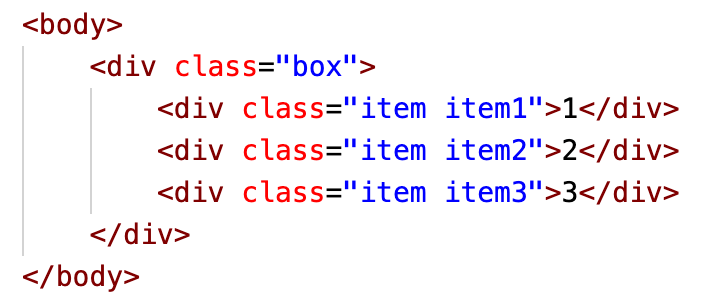 <body>
<div class="box">
<div class="item item1">1</div>
<div class="item item2">2</div>
<div class="item item3">3</div>
</div>
</body>